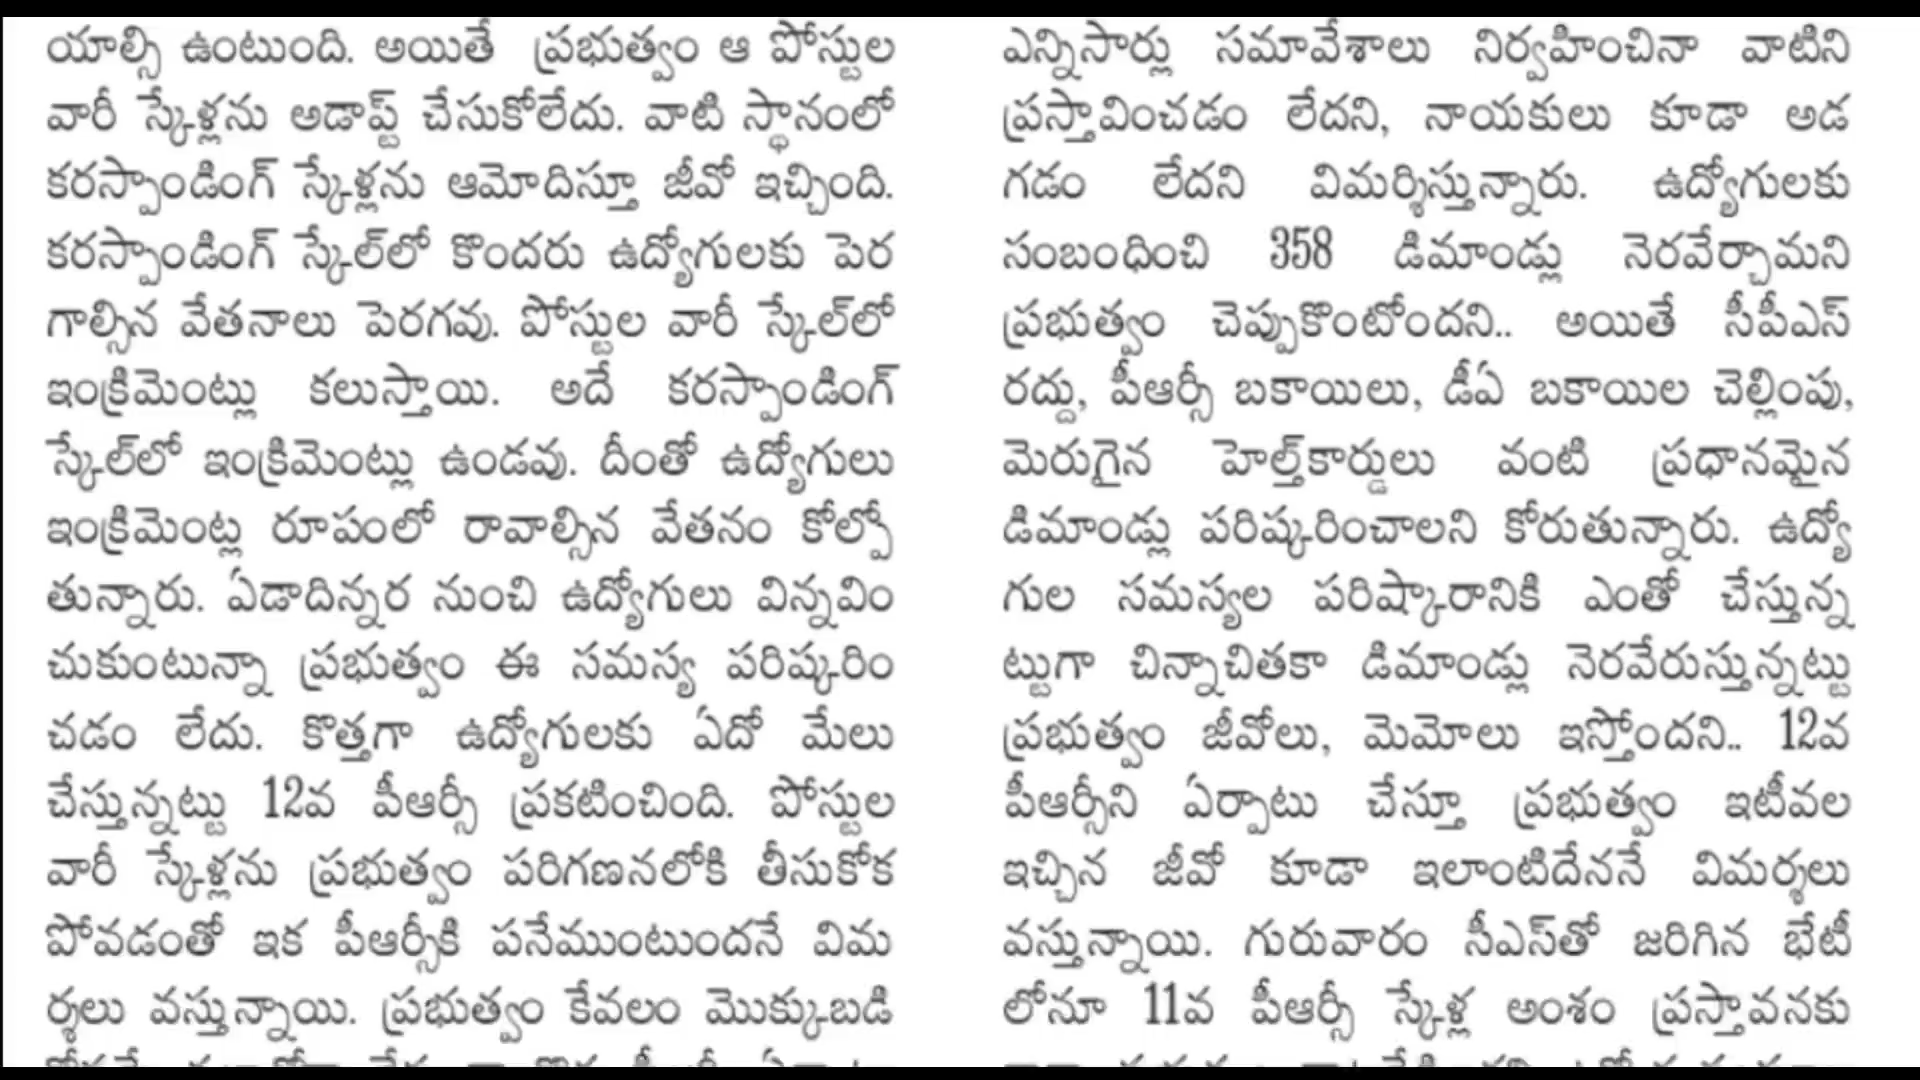 యాల్సి ఉంటుంది. అయితే ప్రభుత్వం ఆ పోస్టుల
వారీ స్కేళ్లను అడాప్ట్ చేసుకోలేదు. వాటి స్థానంలో
కరస్పాండింగ్ స్కేళ్లను ఆమోదిస్తూ జీవో ఇచ్చింది.
కరస్పాండింగ్ స్కేల్‌లో కొందరు ఉద్యోగులకు పెర
గాల్సిన వేతనాలు పెరగవు. పోస్టుల వారీ స్కేల్‌లో
ఇంక్రిమెంట్లు కలుస్తాయి. అదే కరస్పాండింగ్
స్కేల్‌లో ఇంక్రిమెంట్లు ఉండవు. దీంతో ఉద్యోగులు
ఇంక్రిమెంట్ల రూపంలో రావాల్సిన వేతనం కోల్పో
తున్నారు. ఏడాదిన్నర నుంచి ఉద్యోగులు విన్నవిం
చుకుంటున్నా ప్రభుత్వం ఈ సమస్య పరిష్కరిం
చడం లేదు. కొత్తగా ఉద్యోగులకు ఏదో మేలు
చేస్తున్నట్టు 12వ పీఆర్సీ ప్రకటించింది. పోస్టుల
వారీ స్కేళ్లను ప్రభుత్వం పరిగణనలోకి తీసుకోక
పోవడంతో ఇక పీఆర్సీకి పనేముంటుందనే విమ
ర్శలు వస్తున్నాయి. ప్రభుత్వం కేవలం మొక్కుబడి
ఎన్నిసార్లు సమావేశాలు నిర్వహించినా వాటిని
ప్రస్తావించడం లేదని, నాయకులు కూడా అడ
గడం లేదని విమర్శిస్తున్నారు. ఉద్యోగులకు
సంబంధించి 358 డిమాండ్లు నెరవేర్చామని
ప్రభుత్వం చెప్పుకొంటోందని.. అయితే సీపీఎస్
రద్దు, పీఆర్సీ బకాయిలు, డీఏ బకాయిల చెల్లింపు,
మెరుగైన హెల్త్‌కార్డులు వంటి ప్రధానమైన
డిమాండ్లు పరిష్కరించాలని కోరుతున్నారు. ఉద్యో
గుల సమస్యల పరిష్కారానికి ఎంతో చేస్తున్న
ట్టుగా చిన్నాచితకా డిమాండ్లు నెరవేరుస్తున్నట్టు
ప్రభుత్వం జీవోలు, మెమోలు ఇస్తోందని.. 12వ
పీఆర్సీని ఏర్పాటు చేస్తూ ప్రభుత్వం ఇటీవల
ఇచ్చిన జీవో కూడా ఇలాంటిదేననే విమర్శలు
వస్తున్నాయి. గురువారం సీఎస్‌తో జరిగిన భేటీ
లోనూ 11వ పీఆర్సీ స్కేళ్ల అంశం ప్రస్తావనకు